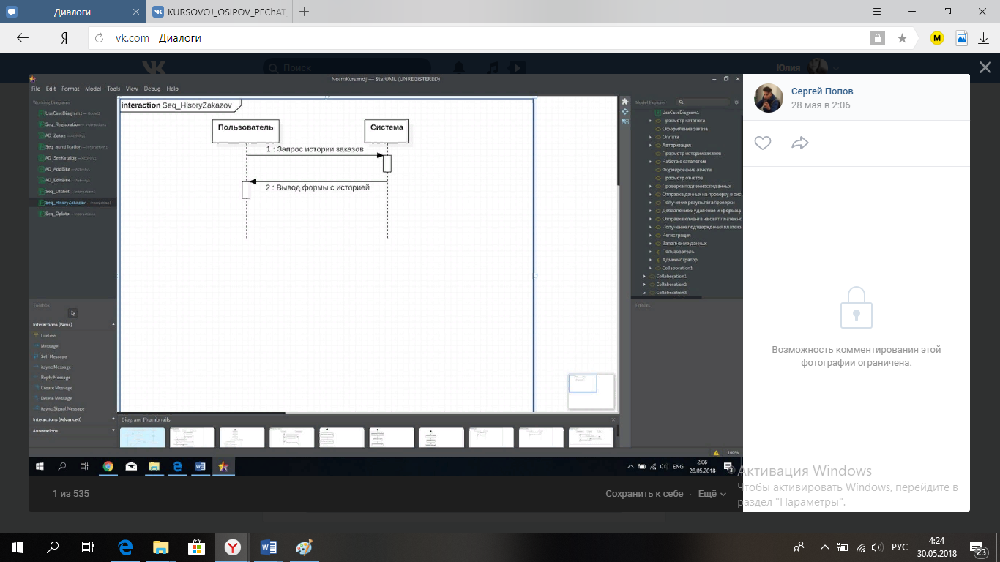 Диалоги
KURSOVOJ_OSIPOV_PEChAT
vk.com Диалоги
Поиск
Юлия
NormKurs.mdj — StarUML (UNREGISTERED)
File Edit Format Model Tools View Debug Help
Working Diagrams
UseCaseDiagram1 — Model1
Seq_Registration — Interaction1
AD_Zakaz — Activity1
Seq_auntification — Interaction1
AD_SeeKatalog — Activity1
AD_AddBike — Activity1
AD_EditBike — Activity1
Seq_Otchet — Interaction1
Seq_HisoryZakazov — Interaction1
Seq_Oplata — Interaction1
Toolbox
Interactions (Basic)
Lifeline
Message
Self Message
Async Message
Reply Message
Create Message
Delete Message
Async Signal Message
Interactions (Advanced)
Annotations
interaction Seq_HisoryZakazov
Пользователь
Система
1 : Запрос истории заказов
2 : Вывод формы с историей
Diagram Thumbnails
Model Explorer
UseCaseDiagram1
Просмотр каталога
Оформление заказа
Оплата
Авторизация
Просмотр истории заказов
Работа с каталогом
Формирование отчета
Просмотр отчетов
Проверка подлинности данных
Отправка данных на проверку в сис
Получение результата проверки
Добавление и удаление информаци
Отправка клиента на сайт платежно
Получение подтверждения платежа
Регистрация
Заполнение данных
Пользователь
Администратор
Collaboration1
Collaboration1
Collaboration2
Collaboration3
Editors
160%
ENG
2:06
28.05.2018
3
Сергей Попов
28 мая в 2:06
Возможность комментирования этой
фотографии ограничена.
1 из 535
Сохранить к себе · Ещё
Активация Windows
Чтобы активировать Windows, перейдите в
раздел "Параметры".
РУС
4:24
30.05.2018
23